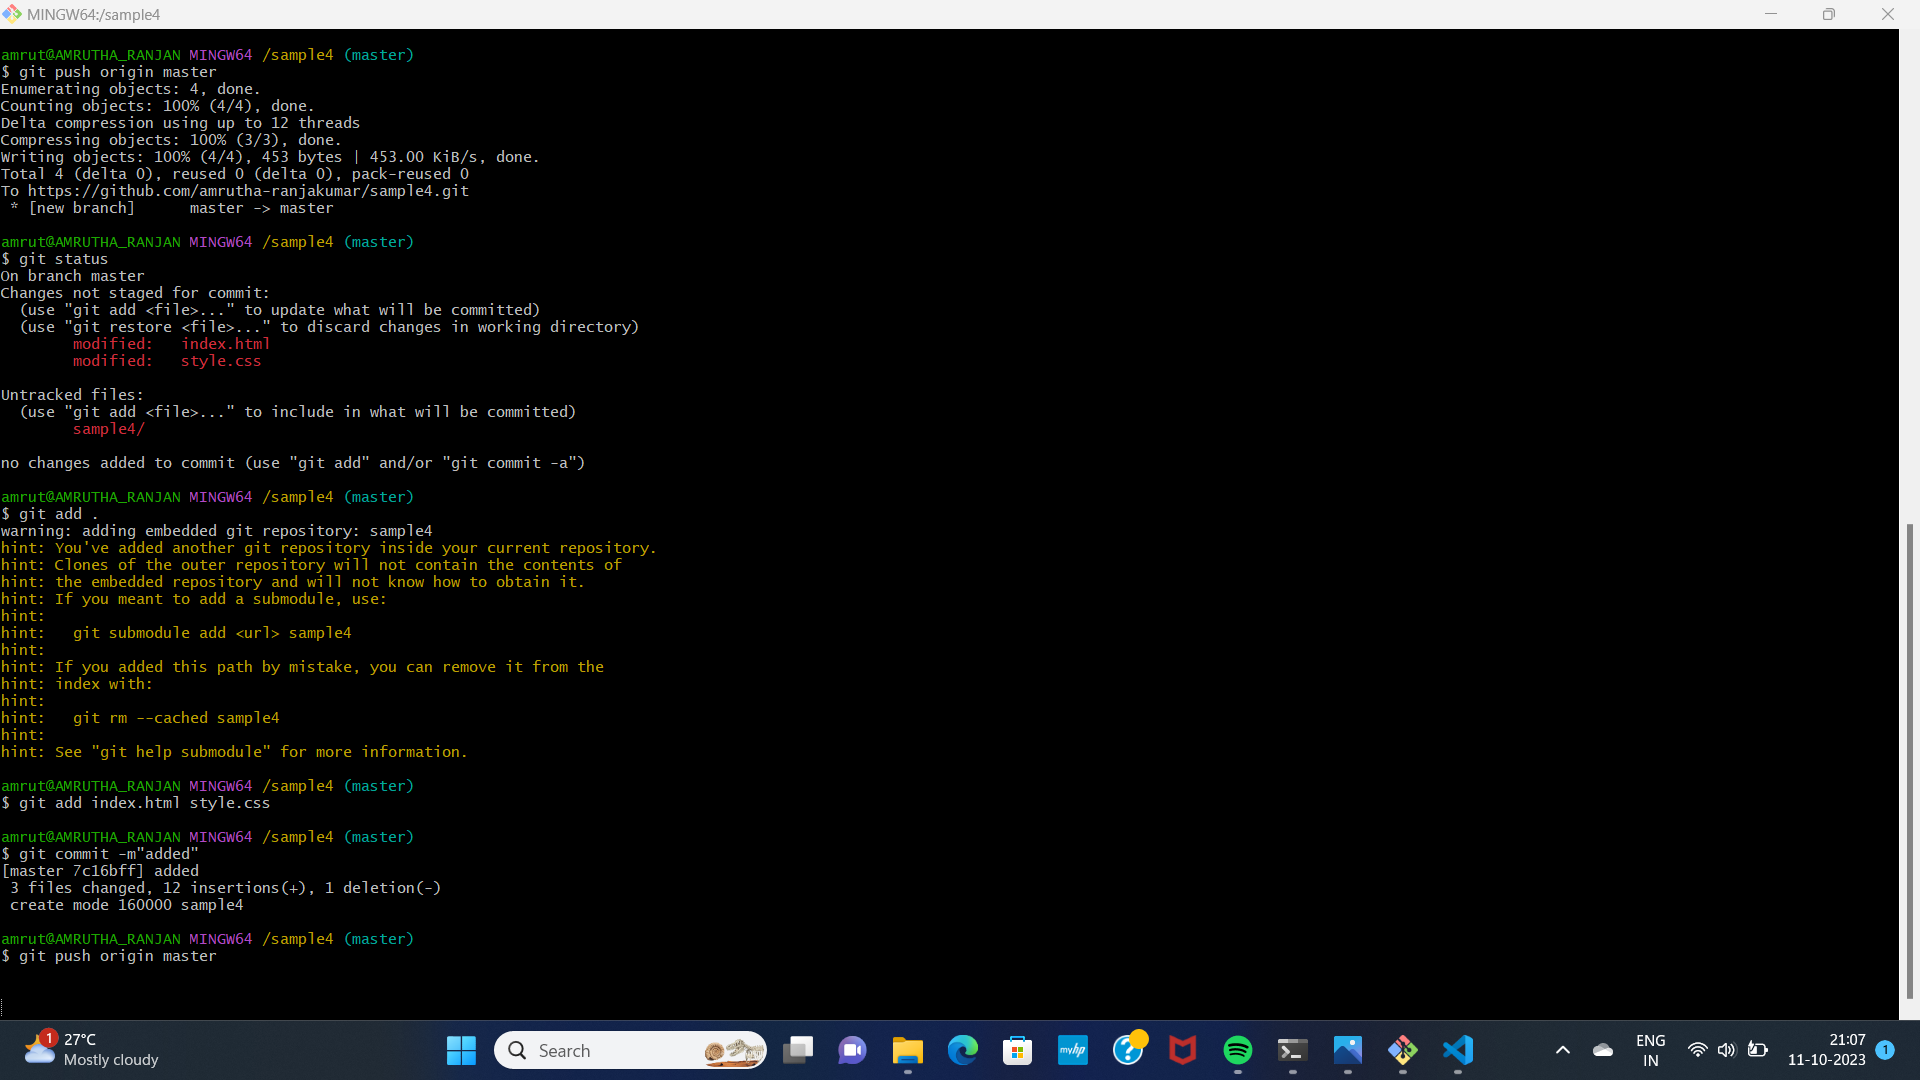 MINGW64:/sample4
amrut@AMRUTHA_RANJAN MINGW64 /sample4 (master)
$ git push origin master
Enumerating objects: 4, done.
Counting objects: 100% (4/4), done.
Delta compression using up to 12 threads
Compressing objects: 100% (3/3), done.
Writing objects: 100% (4/4), 453 bytes | 453.00 KiB/s, done.
Total 4 (delta 0), reused 0 (delta 0), pack-reused 0
To https://github.com/amrutha-ranjakumar/sample4.git
 * [new branch]      master -> master
amrut@AMRUTHA_RANJAN MINGW64 /sample4 (master)
$ git status
On branch master
Changes not staged for commit:
  (use "git add <file>..." to update what will be committed)
  (use "git restore <file>..." to discard changes in working directory)
        modified:   index.html
        modified:   style.css
Untracked files:
  (use "git add <file>..." to include in what will be committed)
        sample4/
no changes added to commit (use "git add" and/or "git commit -a")
amrut@AMRUTHA_RANJAN MINGW64 /sample4 (master)
$ git add .
warning: adding embedded git repository: sample4
hint: You've added another git repository inside your current repository.
hint: Clones of the outer repository will not contain the contents of
hint: the embedded repository and will not know how to obtain it.
hint: If you meant to add a submodule, use:
hint:
hint:   git submodule add <url> sample4
hint:
hint: If you added this path by mistake, you can remove it from the
hint: index with:
hint:
hint:   git rm --cached sample4
hint:
hint: See "git help submodule" for more information.
amrut@AMRUTHA_RANJAN MINGW64 /sample4 (master)
$ git add index.html style.css
amrut@AMRUTHA_RANJAN MINGW64 /sample4 (master)
$ git commit -m"added"
[master 7c16bff] added
 3 files changed, 12 insertions(+), 1 deletion(-)
 create mode 160000 sample4
amrut@AMRUTHA_RANJAN MINGW64 /sample4 (master)
$ git push origin master
1
27°C
Mostly cloudy
Search
myhp
?
ENG
IN
21:07
11-10-2023
1